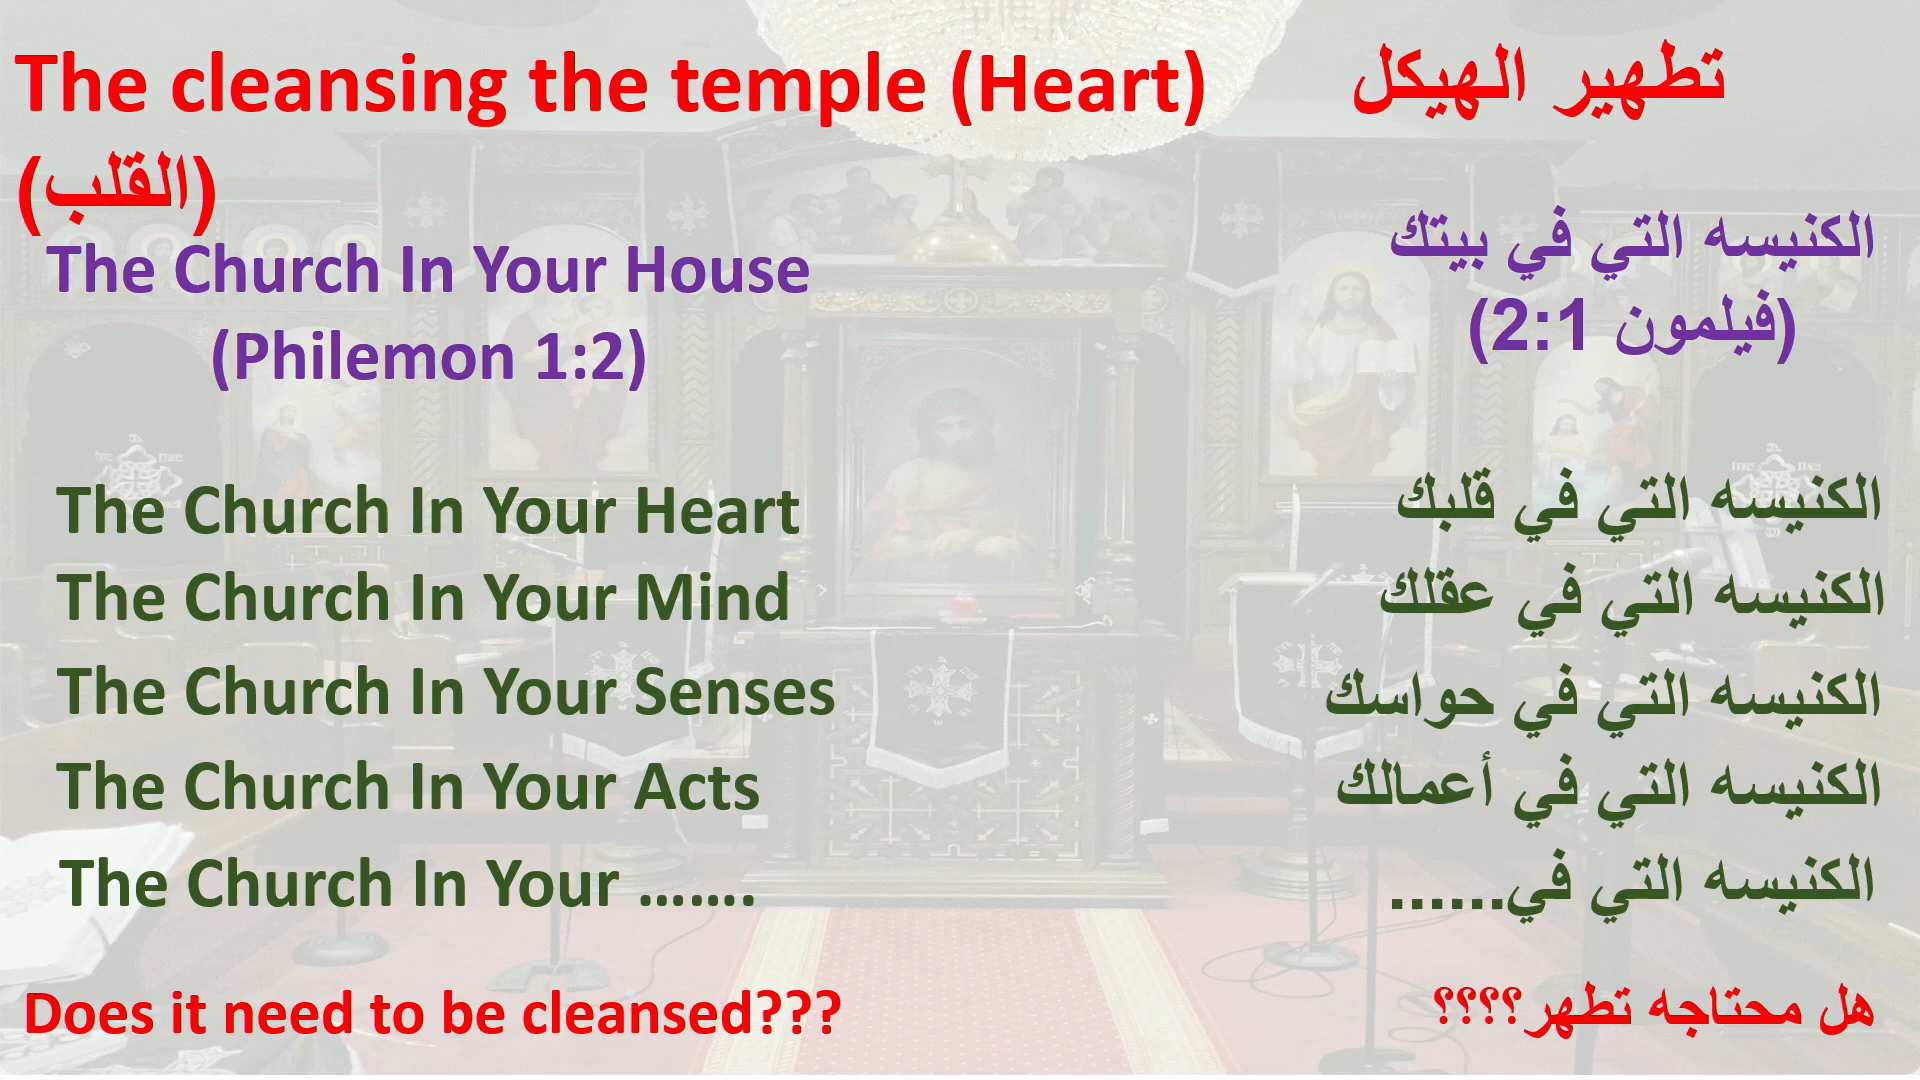 The cleansing the temple (Heart) تطهير الهيكل
(القلب)
The Church In Your House
(Philemon 1:2)
الكنيسه التي في بيتك
(فيلمون 2:1)
The Church In Your Heart
الكنيسه التي في قلبك
The Church In Your Mind
الكنيسه التي في عقلك
The Church In Your Senses
الكنيسه التي في حواسك
The Church In Your Acts
الكنيسه التي في أعمالك
The Church In Your …….
الكنيسه التي في......
Does it need to be cleansed???
هل محتاجه تطهر؟؟؟؟